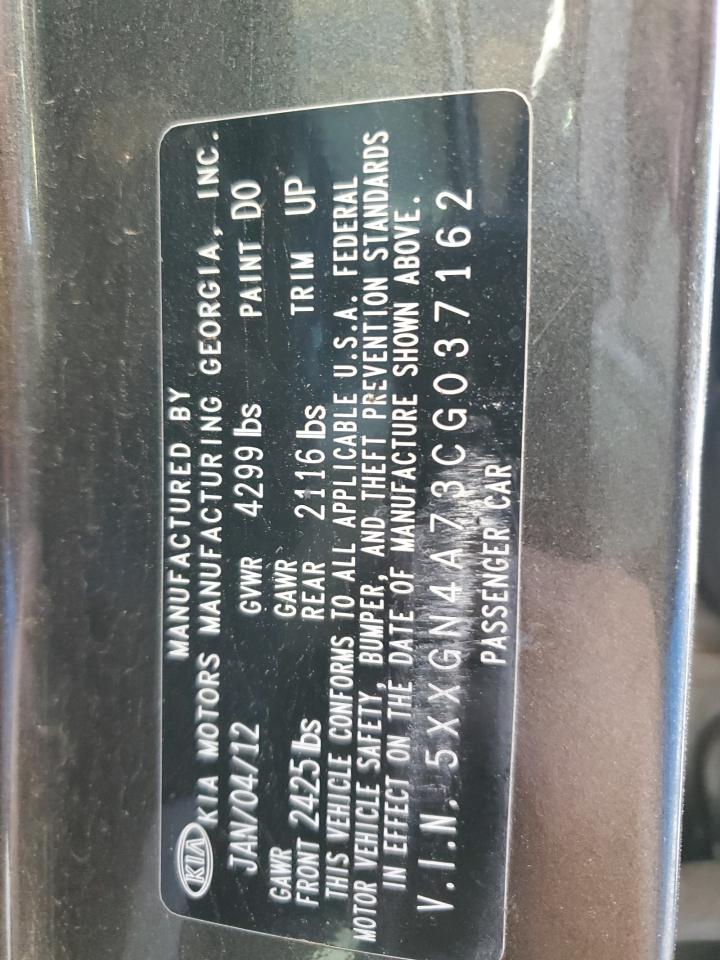 MANUFACTURED BY
KIA KIA MOTORS MANUFACTURING GEORGIA, INC.
JAN/04/12 GVWR 4299 lbs PAINT DO
GAWR FRONT 2425 lbs GAWR REAR 2116 lbs TRIM UP
THIS VEHICLE CONFORMS TO ALL APPLICABLE U.S.A. FEDERAL
MOTOR VEHICLE SAFETY, BUMPER, AND THEFT PREVENTION STANDARDS
IN EFFECT ON THE DATE OF MANUFACTURE SHOWN ABOVE.
V.I.N. 5XXGN4A73CG037162
PASSENGER CAR